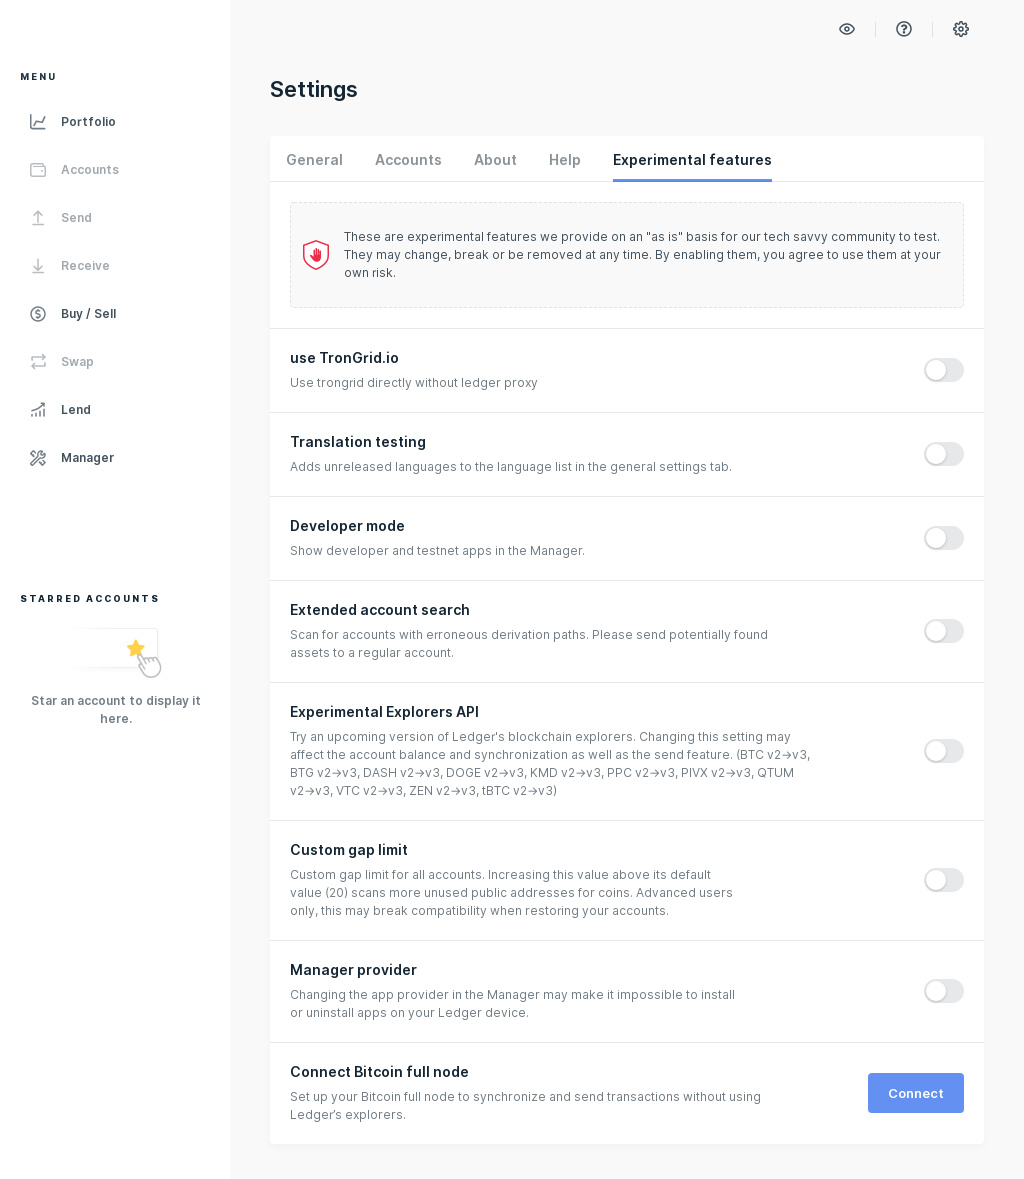 MENU
Portfolio
Accounts
Send
Receive
Buy / Sell
Swap
Lend
Manager
STARRED ACCOUNTS
Star an account to display it
here.
Settings
General
Accounts
About
Help
Experimental features
These are experimental features we provide on an "as is" basis for our tech savvy community to test.
They may change, break or be removed at any time. By enabling them, you agree to use them at your
own risk.
use TronGrid.io
Use trongrid directly without ledger proxy
Translation testing
Adds unreleased languages to the language list in the general settings tab.
Developer mode
Show developer and testnet apps in the Manager.
Extended account search
Scan for accounts with erroneous derivation paths. Please send potentially found
assets to a regular account.
Experimental Explorers API
Try an upcoming version of Ledger's blockchain explorers. Changing this setting may
affect the account balance and synchronization as well as the send feature. (BTC v2->v3,
BTG v2->v3, DASH v2->v3, DOGE v2->v3, KMD v2->v3, PPC v2->v3, PIVX v2->v3, QTUM
v2->v3, VTC v2->v3, ZEN v2->v3, tBTC v2->v3)
Custom gap limit
Custom gap limit for all accounts. Increasing this value above its default
value (20) scans more unused public addresses for coins. Advanced users
only, this may break compatibility when restoring your accounts.
Manager provider
Changing the app provider in the Manager may make it impossible to install
or uninstall apps on your Ledger device.
Connect Bitcoin full node
Set up your Bitcoin full node to synchronize and send transactions without using
Ledger's explorers.
Connect